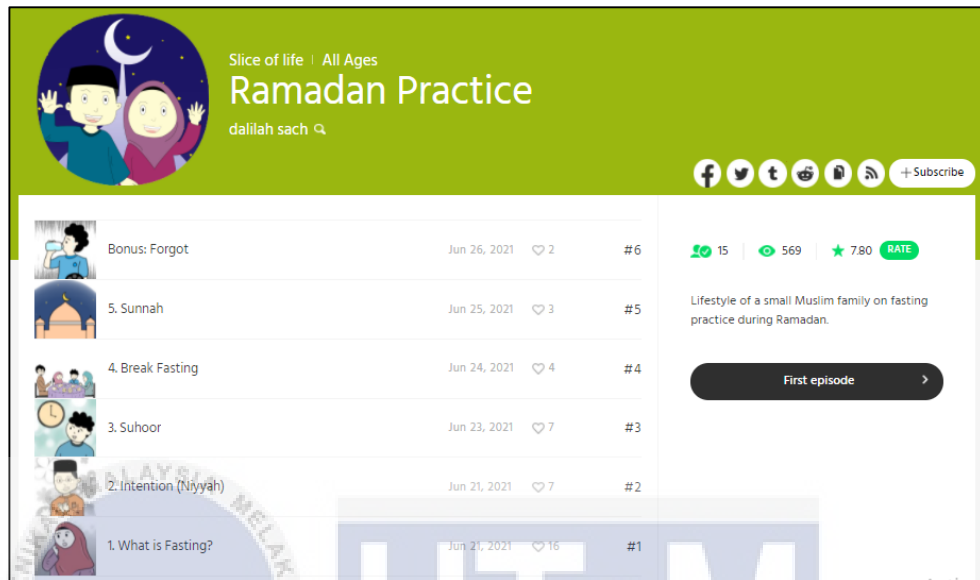 Slice of life | All Ages
Ramadan Practice
dalilah sach
+ Subscribe
Bonus: Forgot Jun 26, 2021 2 #6
5. Sunnah Jun 25, 2021 3 #5
4. Break Fasting Jun 24, 2021 4 #4
3. Suhoor Jun 23, 2021 7 #3
2. Intention (Niyyah) Jun 21, 2021 7 #2
1. What is Fasting? Jun 21, 2021 16 #1
15 569 7.80 RATE
Lifestyle of a small Muslim family on fasting
practice during Ramadan.
First episode
MALAYSIA